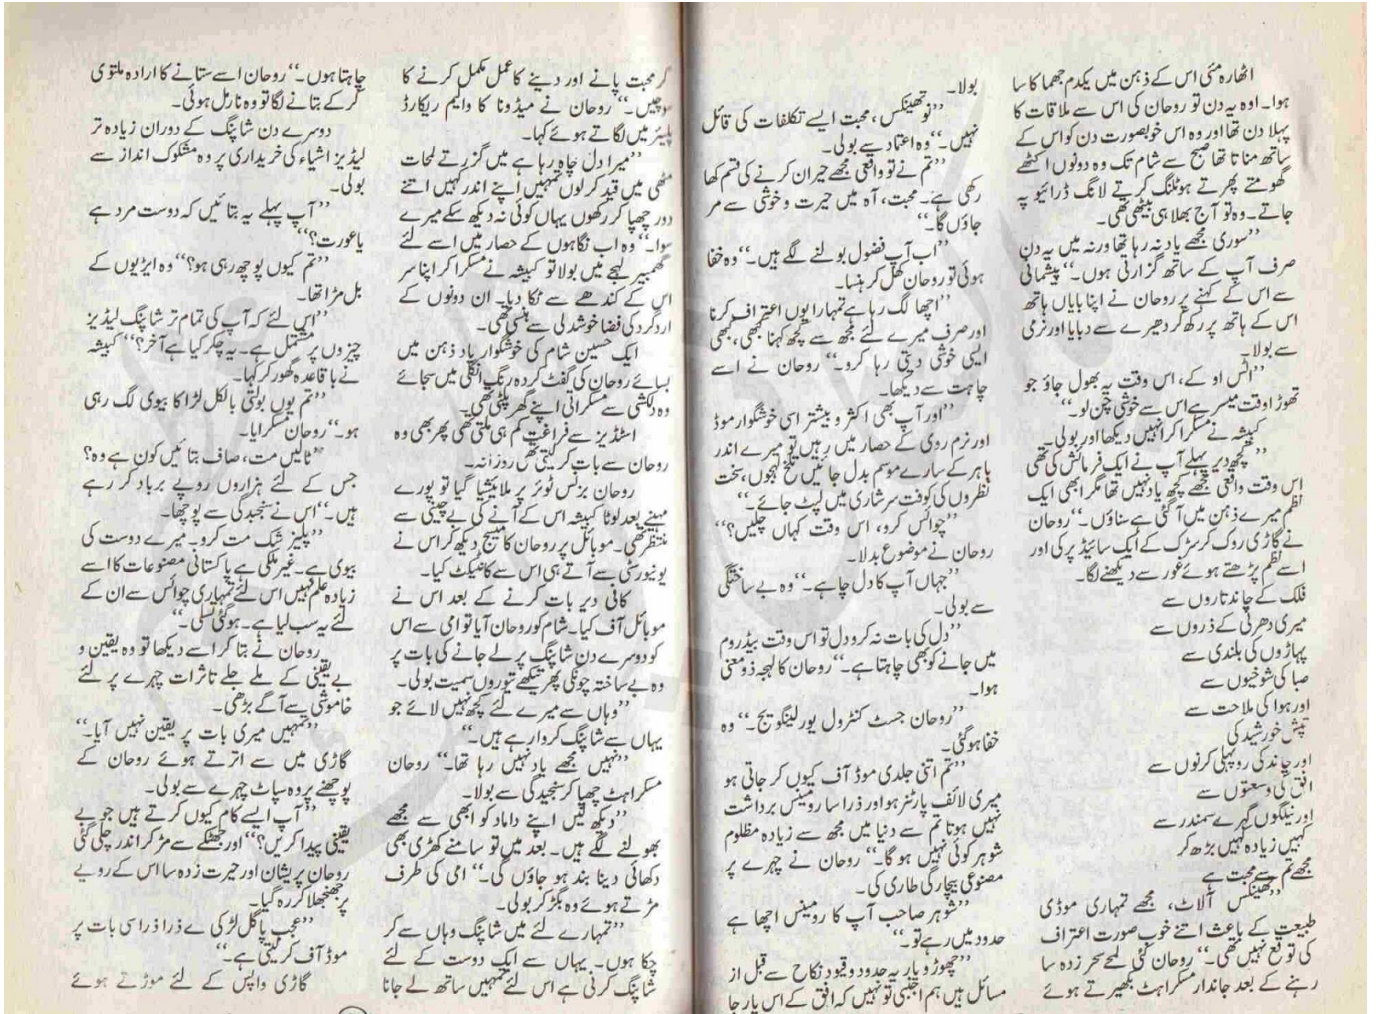 اٹھارہ مئی اس کے ذہن میں یکدم جھماکا سا
ہوا۔ اوہ یہ دن تو روحان کی اس سے ملاقات کا
پہلا دن تھا اور وہ اس خوبصورت دن کو اس کے
ساتھ مناتا تھا صبح سے شام تک وہ دونوں اکٹھے
گھومتے پھرتے ہوٹلنگ کرتے لانگ ڈرائیو پہ
جاتے۔ وہ تو آج بھلا ہی بیٹھی تھی۔
’’سوری مجھے یاد نہ رہا تھا ورنہ میں یہ دن
صرف آپ کے ساتھ گزارتی ہوں۔‘‘ پشیمانی
سے اس کے کہنے پر روحان نے اپنا بایاں ہاتھ
اس کے ہاتھ پر رکھ کر دھیرے سے دبایا اور نرمی
سے بولا۔
’’اٹس او کے، اس وقت یہ بھول جاؤ جو
تھوڑا وقت میسر ہے اس سے خوشی چن لو۔‘‘
کبیشہ نے مسکرا کر انہیں دیکھا اور بولی۔
’’کچھ دیر پہلے آپ نے ایک فرمائش کی تھی
اس وقت واقعی مجھے کچھ یاد نہیں تھا مگر ابھی ایک
نظم میرے ذہن میں آ گئی ہے سناؤں۔‘‘ روحان
نے گاڑی روک کر سڑک کے ایک سائیڈ پر کی اور
اسے نظم پڑھتے ہوئے غور سے دیکھنے لگا۔
فلک کے چاند تاروں سے
میری دھرتی کے ذروں سے
پہاڑوں کی بلندی سے
صبا کی شوخیوں سے
اور ہوا کی ملاحت سے
تپش خورشید کی
اور چاند کی روپہلی کرنوں سے
افق کی وسعتوں سے
اور نیلگوں گہرے سمندر سے
کہیں زیادہ کہیں بڑھ کر
مجھے تم سے محبت ہے
’’تھینکس آلاٹ، مجھے تمہاری موڈی
طبیعت کے باعث اتنے خوب صورت اعتراف
کی توقع نہیں تھی۔‘‘ روحان کئی لمحے سحر زدہ سا
رہنے کے بعد جاندار مسکراہٹ بکھیرتے ہوئے
بولا۔
’’نو تھینکس، محبت ایسے تکلفات کی قائل
نہیں۔‘‘ وہ اعتماد سے بولی۔
’’تم نے تو واقعی مجھے حیران کرنے کی قسم کھا
رکھی ہے۔ محبت، آہ میں حیرت و خوشی سے مر
جاؤں گا۔‘‘
’’اب آپ فضول بولنے لگے ہیں۔‘‘ وہ خفا
ہوئی تو روحان کھل کر ہنسا۔
’’اچھا لگ رہا ہے تمہارا یوں اعتراف کرنا
اور صرف میرے لئے مجھ سے کچھ کہنا کبھی، کبھی
ایسی خوشی دیتی رہا کرو۔‘‘ روحان نے اسے
چاہت سے دیکھا۔
’’اور آپ بھی اکثر و بیشتر اسی خوشگوار موڈ
اور نرم روی کے حصار میں رہیں تو میرے اندر
باہر کے سارے موسم بدل جائیں تلخ لہجوں، سخت
نظروں کی کوفت سرشاری میں لپٹ جائے۔‘‘
’’چوائس کرو، اس وقت کہاں چلیں؟‘‘
روحان نے موضوع بدلا۔
’’جہاں آپ کا دل چاہے۔‘‘ وہ بے ساختگی
سے بولی۔
’’دل کی بات نہ کرو دل تو اس وقت بیڈروم
میں جانے کو بھی چاہتا ہے۔‘‘ روحان کا لہجہ ذو معنی
ہوا۔
’’روحان جسٹ کنٹرول یور لینگویج۔‘‘ وہ
خفا ہو گئی۔
’’تم اتنی جلدی موڈ آف کیوں کر جاتی ہو
میری لائف پارٹنر ہو اور ذرا سا رومینس برداشت
نہیں ہوتا تم سے دنیا میں مجھ سے زیادہ مظلوم
شوہر کوئی نہیں ہو گا۔‘‘ روحان نے چہرے پر
مصنوعی بیچارگی طاری کی۔
’’شوہر صاحب آپ کا رومینس اچھا ہے
حدود میں رہے تو۔‘‘
’’چھوڑو یار یہ حدود و قیود نکاح سے قبل از
مسائل ہیں ہم اجنبی تو نہیں کہ افق کے اس پار جا
کر محبت پانے اور دینے کا عمل مکمل کرنے کا
سوچیں۔‘‘ روحان نے میڈونا کا والیم ریکارڈ
پلیئر میں لگاتے ہوئے کہا۔
’’میرا دل چاہ رہا ہے میں گزرتے لمحات
مٹھی میں قید کر لوں تمہیں اپنے اندر کہیں اتنے
دور چھپا کر رکھوں یہاں کوئی نہ دیکھ سکے میرے
سوا۔‘‘ وہ اب نگاہوں کے حصار میں اسے لئے
گھمبیر لہجے میں بولا تو کبیشہ نے مسکرا کر اپنا سر
اس کے کندھے سے ٹکا دیا۔ ان دونوں کے
اردگرد کی فضا خوشدلی سے ہنسی تھی۔
ایک حسین شام کی خوشگوار یاد ذہن میں
بسائے روحان کی گفٹ کردہ رنگ انگلی میں سجائے
وہ دلکشی سے مسکراتی اپنے گھر پلٹی تھی۔
اسٹڈیز سے فراغت کم ہی ملتی تھی پھر بھی وہ
روحان سے بات کر لیتی تھی روزانہ۔
روحان بزنس ٹوئر پر ملائیشیا گیا تو پورے
مہینے بعد لوٹا کبیشہ اس کے آنے کی بے چینی سے
منتظر تھی۔ موبائل پر روحان کا میسج دیکھ کر اس نے
یونیورٹی سے آتے ہی اس سے کانٹیکٹ کیا۔
کافی دیر بات کرنے کے بعد اس نے
موبائل آف کیا۔ شام کو روحان آیا تو امی سے اس
کو دوسرے دن شاپنگ پر لے جانے کی بات پر
وہ بے ساختہ چونکی پھر تیکھے تیوروں سمیت بولی۔
’’وہاں سے میرے لئے کچھ نہیں لائے جو
یہاں سے شاپنگ کروا رہے ہیں۔‘‘
’’نہیں مجھے یاد نہیں رہا تھا۔‘‘ روحان
مسکراہٹ چھپا کر سنجیدگی سے بولا۔
’’دیکھ لیں اپنے داماد کو ابھی سے مجھے
بھولنے لگے ہیں۔ بعد میں تو سامنے کھڑی بھی
دکھائی دینا بند ہو جاؤں گی۔‘‘ امی کی طرف
مڑتے ہوئے وہ بگڑ کر بولی۔
’’تمہارے لئے میں شاپنگ وہاں سے کر
چکا ہوں۔ یہاں سے ایک دوست کے لئے
شاپنگ کرنی ہے اس لئے تمہیں ساتھ لے جانا
چاہتا ہوں۔‘‘ روحان اسے ستانے کا ارادہ ملتوی
کر کے بتانے لگا تو وہ نارمل ہوئی۔
دوسرے دن شاپنگ کے دوران زیادہ تر
لیڈیز اشیاء کی خریداری پر وہ مشکوک انداز سے
بولی۔
’’آپ پہلے یہ بتائیں کہ دوست مرد ہے
یا عورت؟‘‘
’’تم کیوں پوچھ رہی ہو؟‘‘ وہ ایڑیوں کے
بل مڑا تھا۔
’’اس لئے کہ آپ کی تمام تر شاپنگ لیڈیز
چیزوں پر مشتمل ہے۔ یہ چکر کیا ہے آخر؟‘‘ کبیشہ
نے باقاعدہ گھور کر کہا۔
’’تم یوں بولتی بالکل لڑاکا بیوی لگ رہی
ہو۔‘‘ روحان مسکرایا۔
’’ٹالیں مت، صاف بتائیں کون ہے وہ؟
جس کے لئے ہزاروں روپے برباد کر رہے
ہیں۔‘‘ اس نے سنجیدگی سے پوچھا۔
’’پلیز شک مت کرو۔ میرے دوست کی
بیوی ہے۔ غیر ملکی ہے پاکستانی مصنوعات کا اسے
زیادہ علم نہیں اس لئے تمہاری چوائس سے ان کے
لئے یہ سب لیا ہے۔ ہو گئی تسلی۔‘‘
روحان نے بتا کر اسے دیکھا تو وہ یقین و
بے یقینی کے ملے جلے تاثرات چہرے پر لئے
خاموشی سے آگے بڑھی۔
’’تمہیں میری بات پر یقین نہیں آیا۔‘‘
گاڑی میں سے اترتے ہوئے روحان کے
پوچھنے پر وہ سپاٹ چہرے سے بولی۔
’’آپ ایسے کام کیوں کرتے ہیں جو بے
یقینی پیدا کریں؟‘‘ اور جھٹکے سے مڑ کر اندر چلی گئی
روحان پریشان اور حیرت زدہ سا اس کے رویے
پر جھنجھلا کر رہ گیا۔
’’عجب پاگل لڑکی ہے ذرا ذرا سی بات پر
موڈ آف کر لیتی ہے۔‘‘
گاڑی واپس کے لئے موڑتے ہوئے